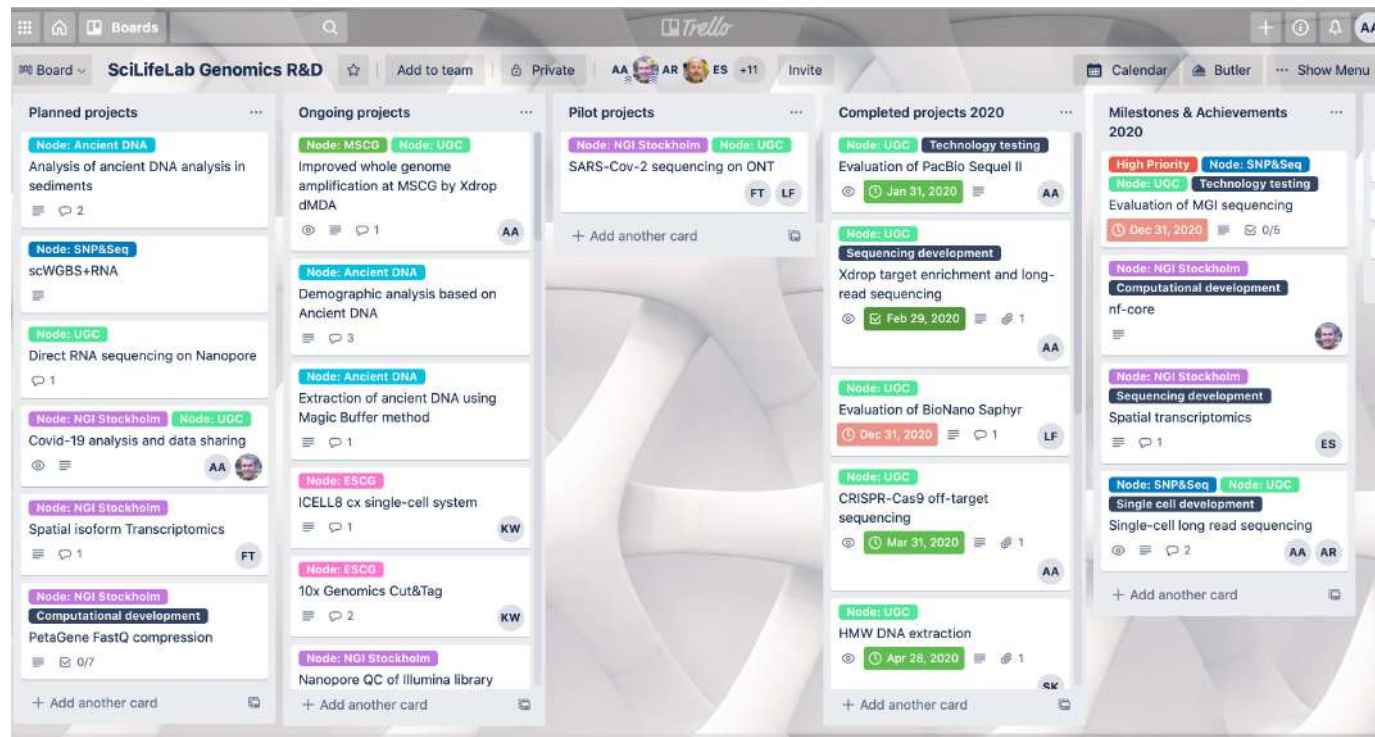 Boards
Trello
AA
Board
SciLifeLab Genomics R&D
Add to team
Private
AA AR ES +11
Invite
Calendar
Butler
... Show Menu
Planned projects
Node: Ancient DNA
Analysis of ancient DNA analysis in
sediments
2
Node: SNP&Seq
scWGBS+RNA
Node: UGC
Direct RNA sequencing on Nanopore
1
Node: NGI Stockholm Node: UGC
Covid-19 analysis and data sharing
AA
Node: NGI Stockholm
Spatial isoform Transcriptomics
1 FT
Node: NGI Stockholm
Computational development
PetaGene FastQ compression
0/7
+ Add another card
Ongoing projects
Node: MSCG Node: UGC
Improved whole genome
amplification at MSCG by Xdrop
dMDA
1 AA
Node: Ancient DNA
Demographic analysis based on
Ancient DNA
3
Node: Ancient DNA
Extraction of ancient DNA using
Magic Buffer method
1
Node: ESCG
ICELL8 cx single-cell system
1 KW
Node: ESCG
10x Genomics Cut&Tag
2 KW
Node: NGI Stockholm
Nanopore QC of Illumina library
+ Add another card
Pilot projects
Node: NGI Stockholm Node: UGC
SARS-Cov-2 sequencing on ONT
FT LF
+ Add another card
Completed projects 2020
Node: UGC Technology testing
Evaluation of PacBio Sequel II
Jan 31, 2020 AA
Node: UGC
Sequencing development
Xdrop target enrichment and long-
read sequencing
Feb 29, 2020 1
AA
Node: UGC
Evaluation of BioNano Saphyr
Dec 31, 2020 1 LF
Node: UGC
CRISPR-Cas9 off-target
sequencing
Mar 31, 2020 1
AA
Node: UGC
HMW DNA extraction
Apr 28, 2020 1
SK
+ Add another card
Milestones & Achievements
2020
High Priority Node: SNP&Seq
Node: UGC Technology testing
Evaluation of MGI sequencing
Dec 31, 2020 0/5
Node: NGI Stockholm
Computational development
nf-core
Node: NGI Stockholm
Sequencing development
Spatial transcriptomics
1 ES
Node: SNP&Seq Node: UGC
Single cell development
Single-cell long read sequencing
2 AA AR
+ Add another card